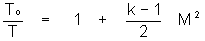 Tₒ/T = 1 + (k – 1)/2 M²